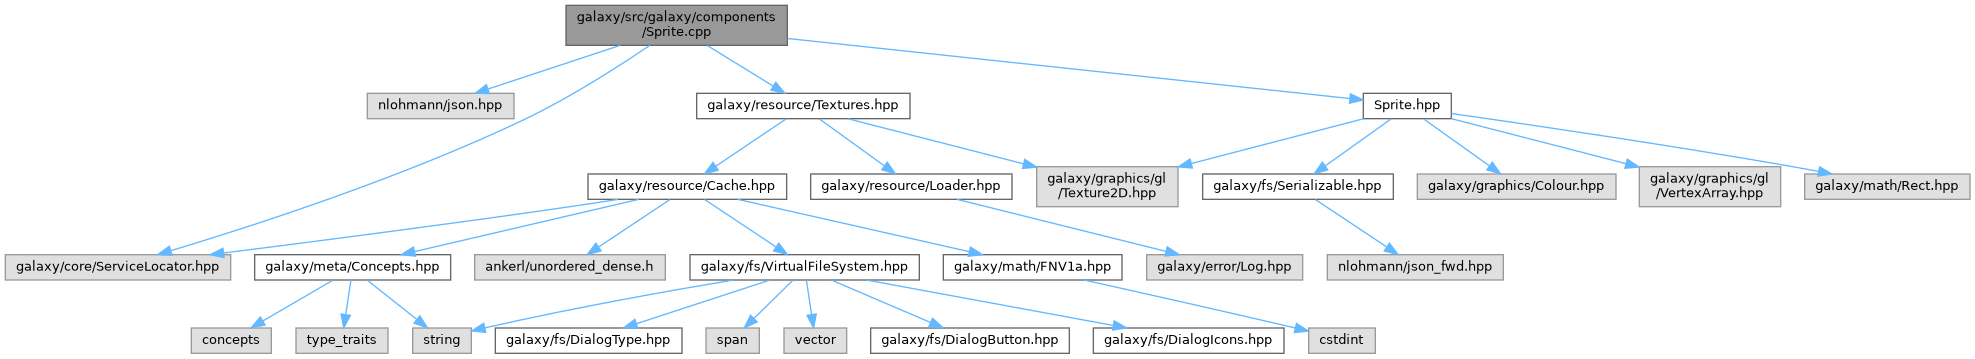 galaxy/src/galaxy/components
/Sprite.cpp
nlohmann/json.hpp
galaxy/resource/Textures.hpp
Sprite.hpp
galaxy/resource/Cache.hpp
galaxy/resource/Loader.hpp
galaxy/graphics/gl
/Texture2D.hpp
galaxy/fs/Serializable.hpp
galaxy/graphics/Colour.hpp
galaxy/graphics/gl
/VertexArray.hpp
galaxy/math/Rect.hpp
galaxy/core/ServiceLocator.hpp
galaxy/meta/Concepts.hpp
ankerl/unordered_dense.h
galaxy/fs/VirtualFileSystem.hpp
galaxy/math/FNV1a.hpp
galaxy/error/Log.hpp
nlohmann/json_fwd.hpp
concepts
type_traits
string
galaxy/fs/DialogType.hpp
span
vector
galaxy/fs/DialogButton.hpp
galaxy/fs/DialogIcons.hpp
cstdint